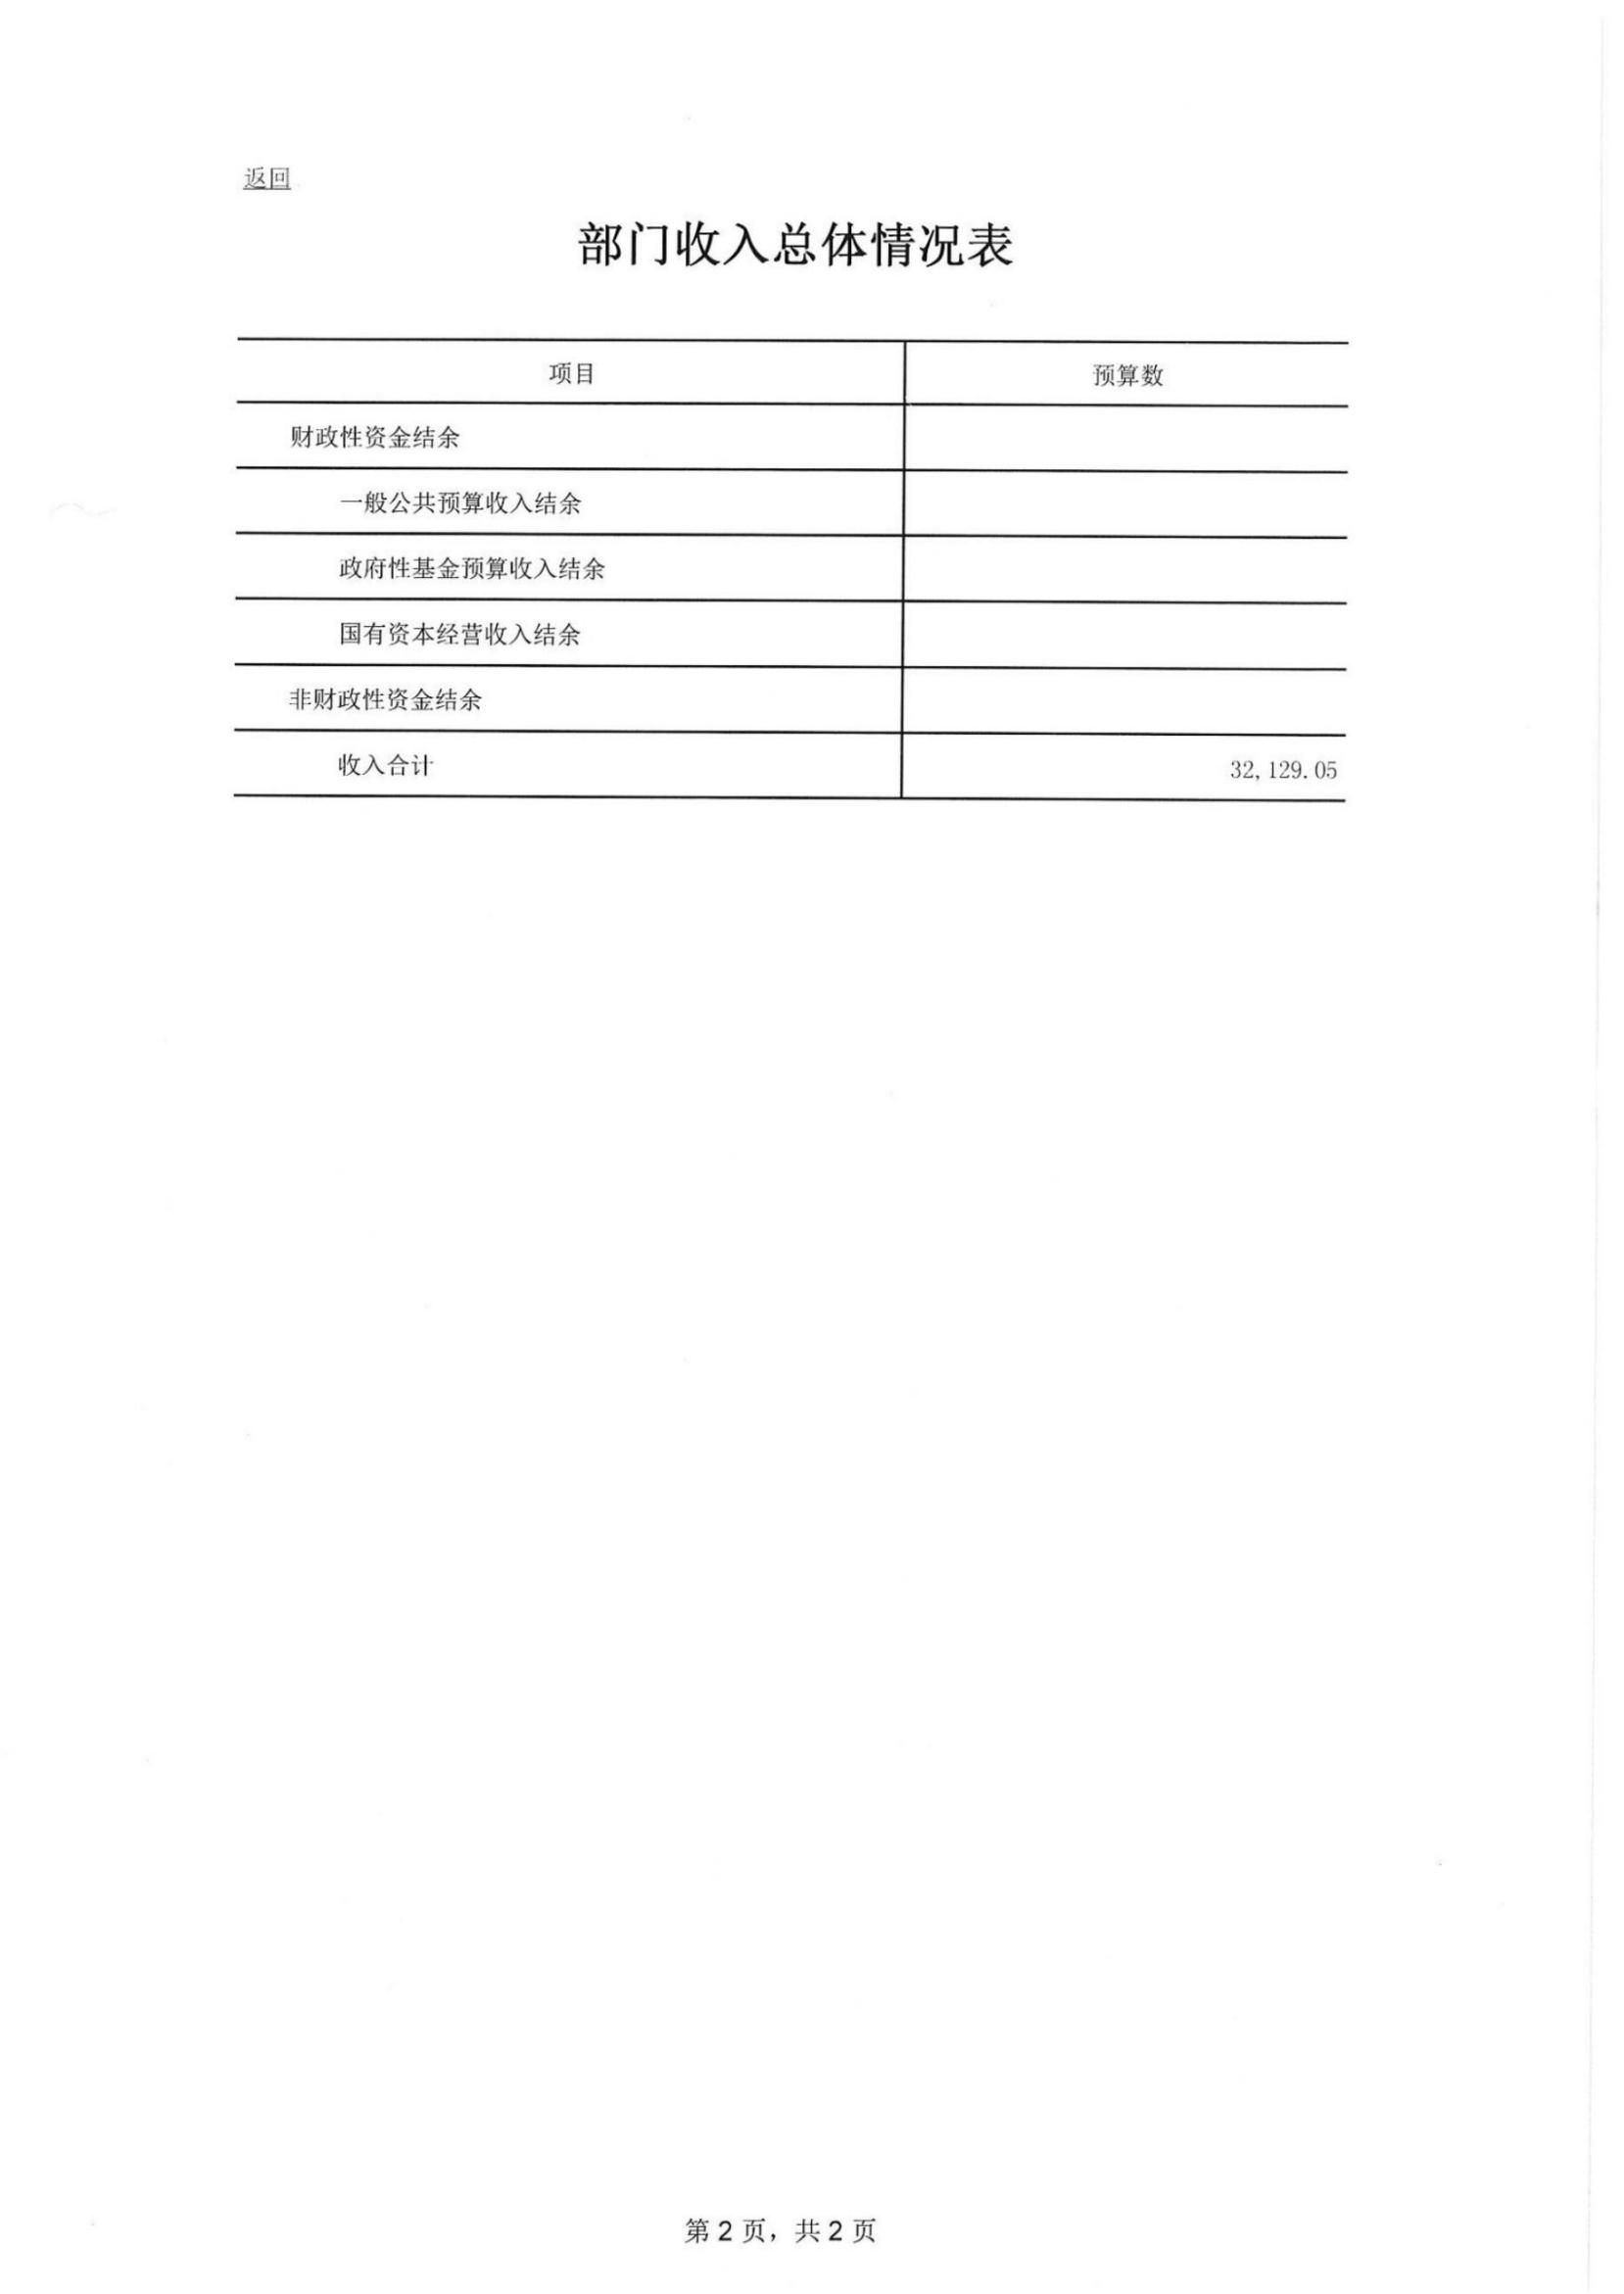 返回
部门收入总体情况表
项目 预算数
财政性资金结余
一般公共预算收入结余
政府性基金预算收入结余
国有资本经营收入结余
非财政性资金结余
收入合计 32,129.05
第 2 页，共 2 页